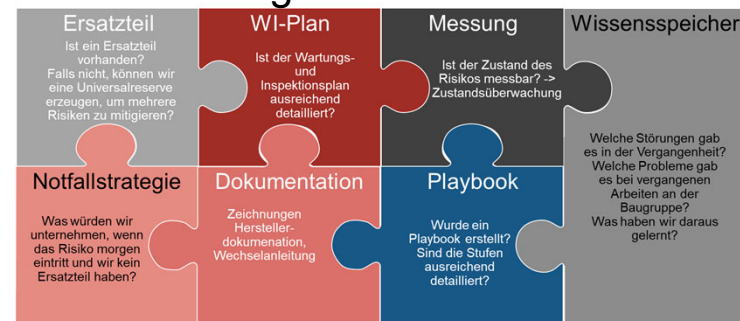 Ersatzteil
Ist ein Ersatzteil
vorhanden?
Falls nicht, können wir
eine Universalreserve
erzeugen, um mehrere
Risiken zu mitigieren?
WI-Plan
Ist der Wartungs-
und
Inspektionsplan
ausreichend
detailliert?
Messung
Ist der Zustand des
Risikos messbar? ->
Zustandsüberwachung
Wissensspeicher
Welche Störungen gab
es in der Vergangenheit?
Welche Probleme gab
es bei vergangenen
Arbeiten an der
Baugruppe?
Was haben wir daraus
gelernt?
Notfallstrategie
Was würden wir
unternehmen, wenn
das Risiko morgen
eintritt und wir kein
Ersatzteil haben?
Dokumentation
Zeichnungen
Hersteller-
dokumenation,
Wechselanleitung
Playbook
Wurde ein
Playbook erstellt?
Sind die Stufen
ausreichend
detailliert?